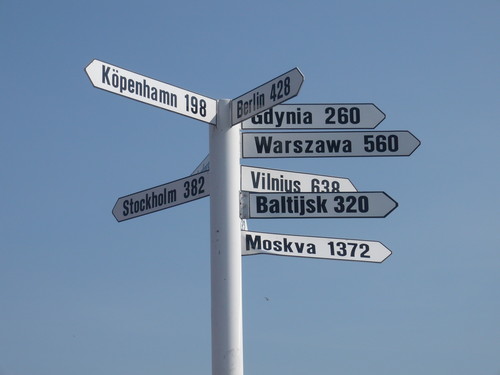 Köpenhamn 198
Berlin 428
Gdynia 260
Warszawa 560
Vilnius 638
Stockholm 382
Baltijsk 320
Moskva 1372